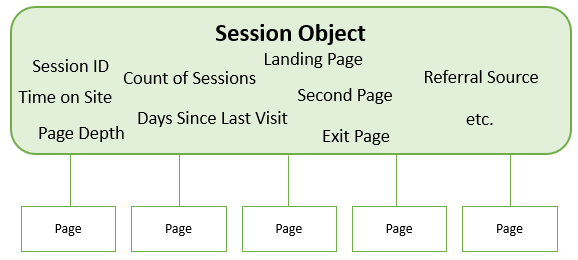 Session Object
Landing Page
Session ID
Count of Sessions
Referral Source
Time on Site
Second Page
Days Since Last Visit
etc.
Page Depth
Exit Page
Page
Page
Page
Page
Page